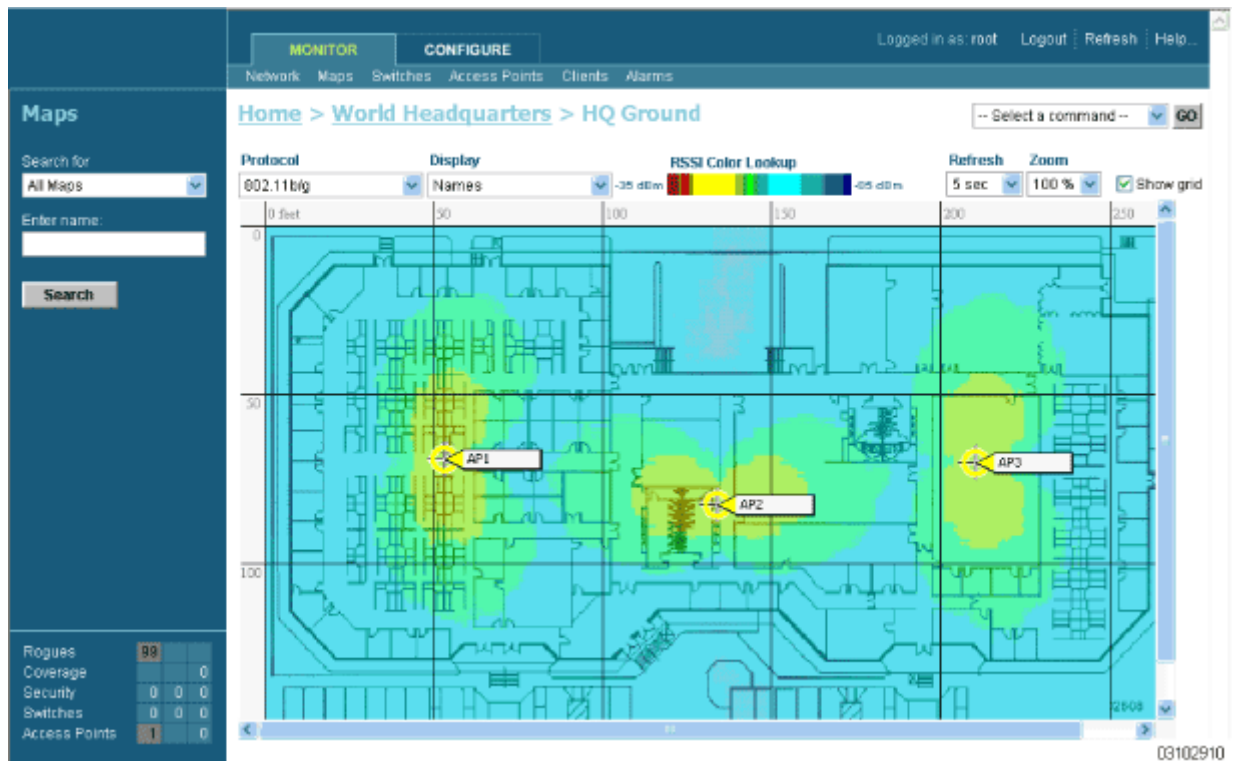 MONITOR CONFIGURE Logged in as: root Logout Refresh Help...
Network Maps Switches Access Points Clients Alarms
Maps
Home > World Headquarters > HQ Ground
-- Select a command -- GO
Search for
All Maps
Enter name:
Search
Protocol Display RSSI Color Lookup Refresh Zoom
802.11b/g Names -35 dBm -85 dBm 5 sec 100 % Show grid
0 feet 50 100 150 200 250
0
50
AP1
AP3
AP2
100
Rogues 99
Coverage 0
Security 0 0 0
Switches 0 0 0
Access Points 1 0
03102910